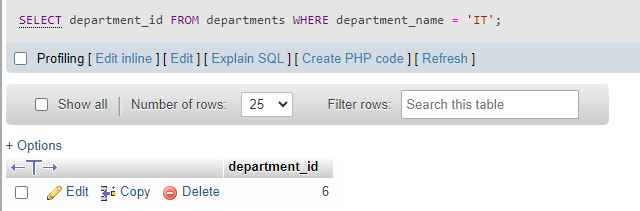 SELECT department_id FROM departments WHERE department_name = 'IT';
Profiling [ Edit inline ] [ Edit ] [ Explain SQL ] [ Create PHP code ] [ Refresh ]
Show all Number of rows: 25 Filter rows: Search this table
+ Options
←T→ department_id
Edit Copy Delete 6